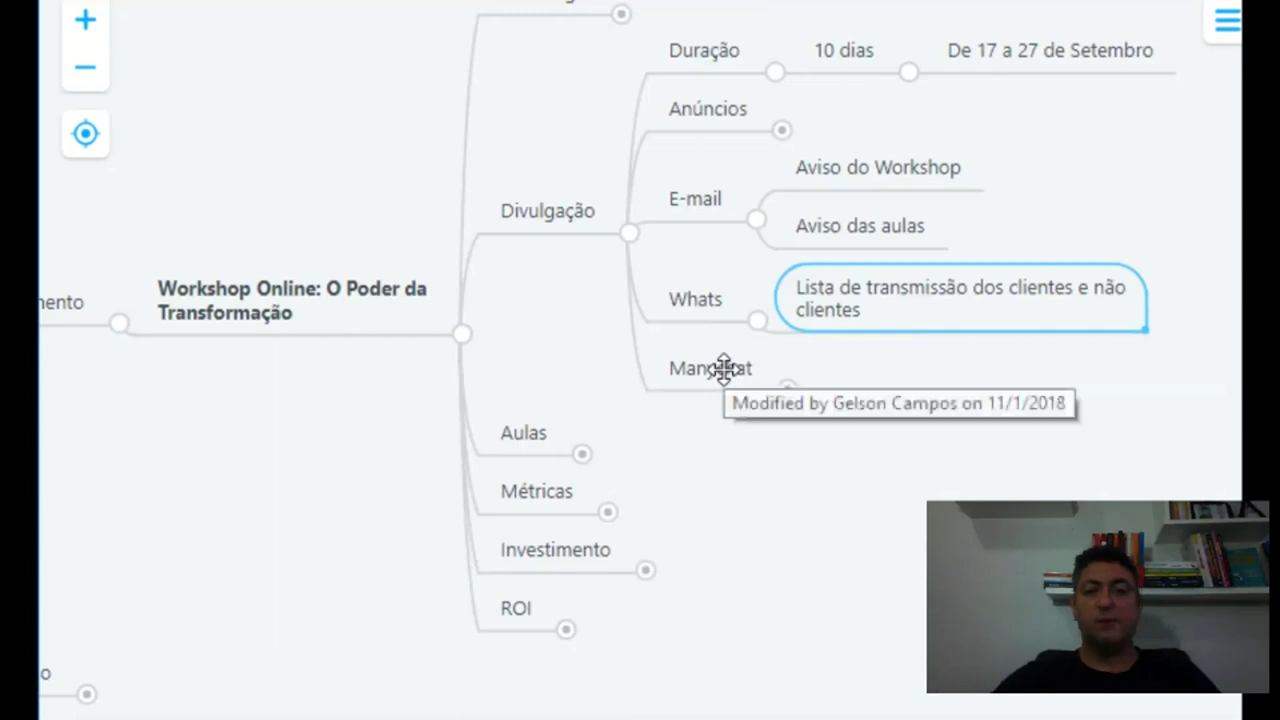 Duração
10 dias
De 17 a 27 de Setembro
Anúncios
Aviso do Workshop
E-mail
Aviso das aulas
Divulgação
Workshop Online: O Poder da
Transformação
Lista de transmissão dos clientes e não
clientes
Whats
Modified by Gelson Campos on 11/1/2018
Aulas
Métricas
Investimento
ROI